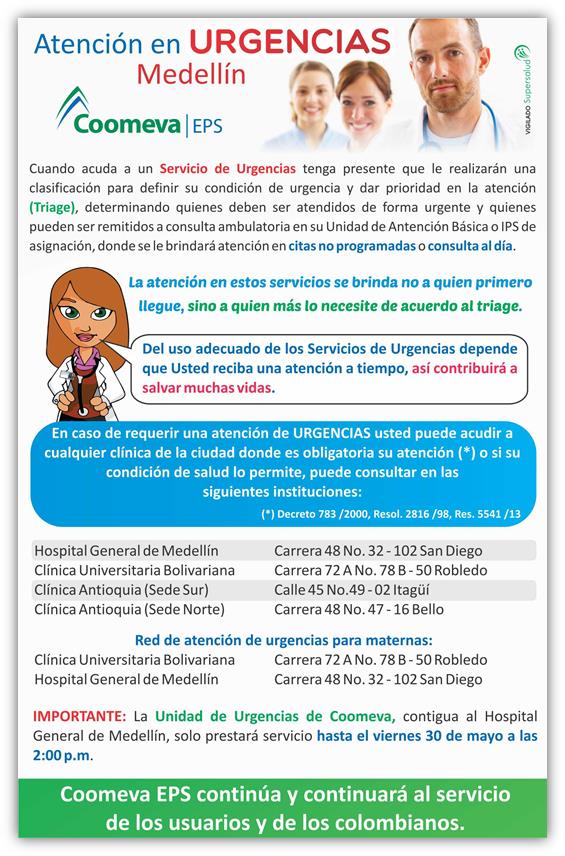 Atención en URGENCIAS
Medellín
Coomeva | EPS
VIGILADO Supersalud
Cuando acuda a un Servicio de Urgencias tenga presente que le realizarán una
clasificación para definir su condición de urgencia y dar prioridad en la atención
(Triage), determinando quienes deben ser atendidos de forma urgente y quienes
pueden ser remitidos a consulta ambulatoria en su Unidad de Antención Básica o IPS de
asignación, donde se le brindará atención en citas no programadas o consulta al día.
La atención en estos servicios se brinda no a quien primero
llegue, sino a quien más lo necesite de acuerdo al triage.
Del uso adecuado de los Servicios de Urgencias depende
que Usted reciba una atención a tiempo, así contribuirá a
salvar muchas vidas.
En caso de requerir una atención de URGENCIAS usted puede acudir a
cualquier clínica de la ciudad donde es obligatoria su atención (*) o si su
condición de salud lo permite, puede consultar en las
siguientes instituciones:
(*) Decreto 783 /2000, Resol. 2816 /98, Res. 5541 /13
Hospital General de Medellín Carrera 48 No. 32 - 102 San Diego
Clínica Universitaria Bolivariana Carrera 72 A No. 78 B - 50 Robledo
Clínica Antioquia (Sede Sur) Calle 45 No.49 - 02 Itagüí
Clínica Antioquia (Sede Norte) Carrera 48 No. 47 - 16 Bello
Red de atención de urgencias para maternas:
Clínica Universitaria Bolivariana Carrera 72 A No. 78 B - 50 Robledo
Hospital General de Medellín Carrera 48 No. 32 - 102 San Diego
IMPORTANTE: La Unidad de Urgencias de Coomeva, contigua al Hospital
General de Medellín, solo prestará servicio hasta el viernes 30 de mayo a las
2:00 p.m.
Coomeva EPS continúa y continuará al servicio
de los usuarios y de los colombianos.